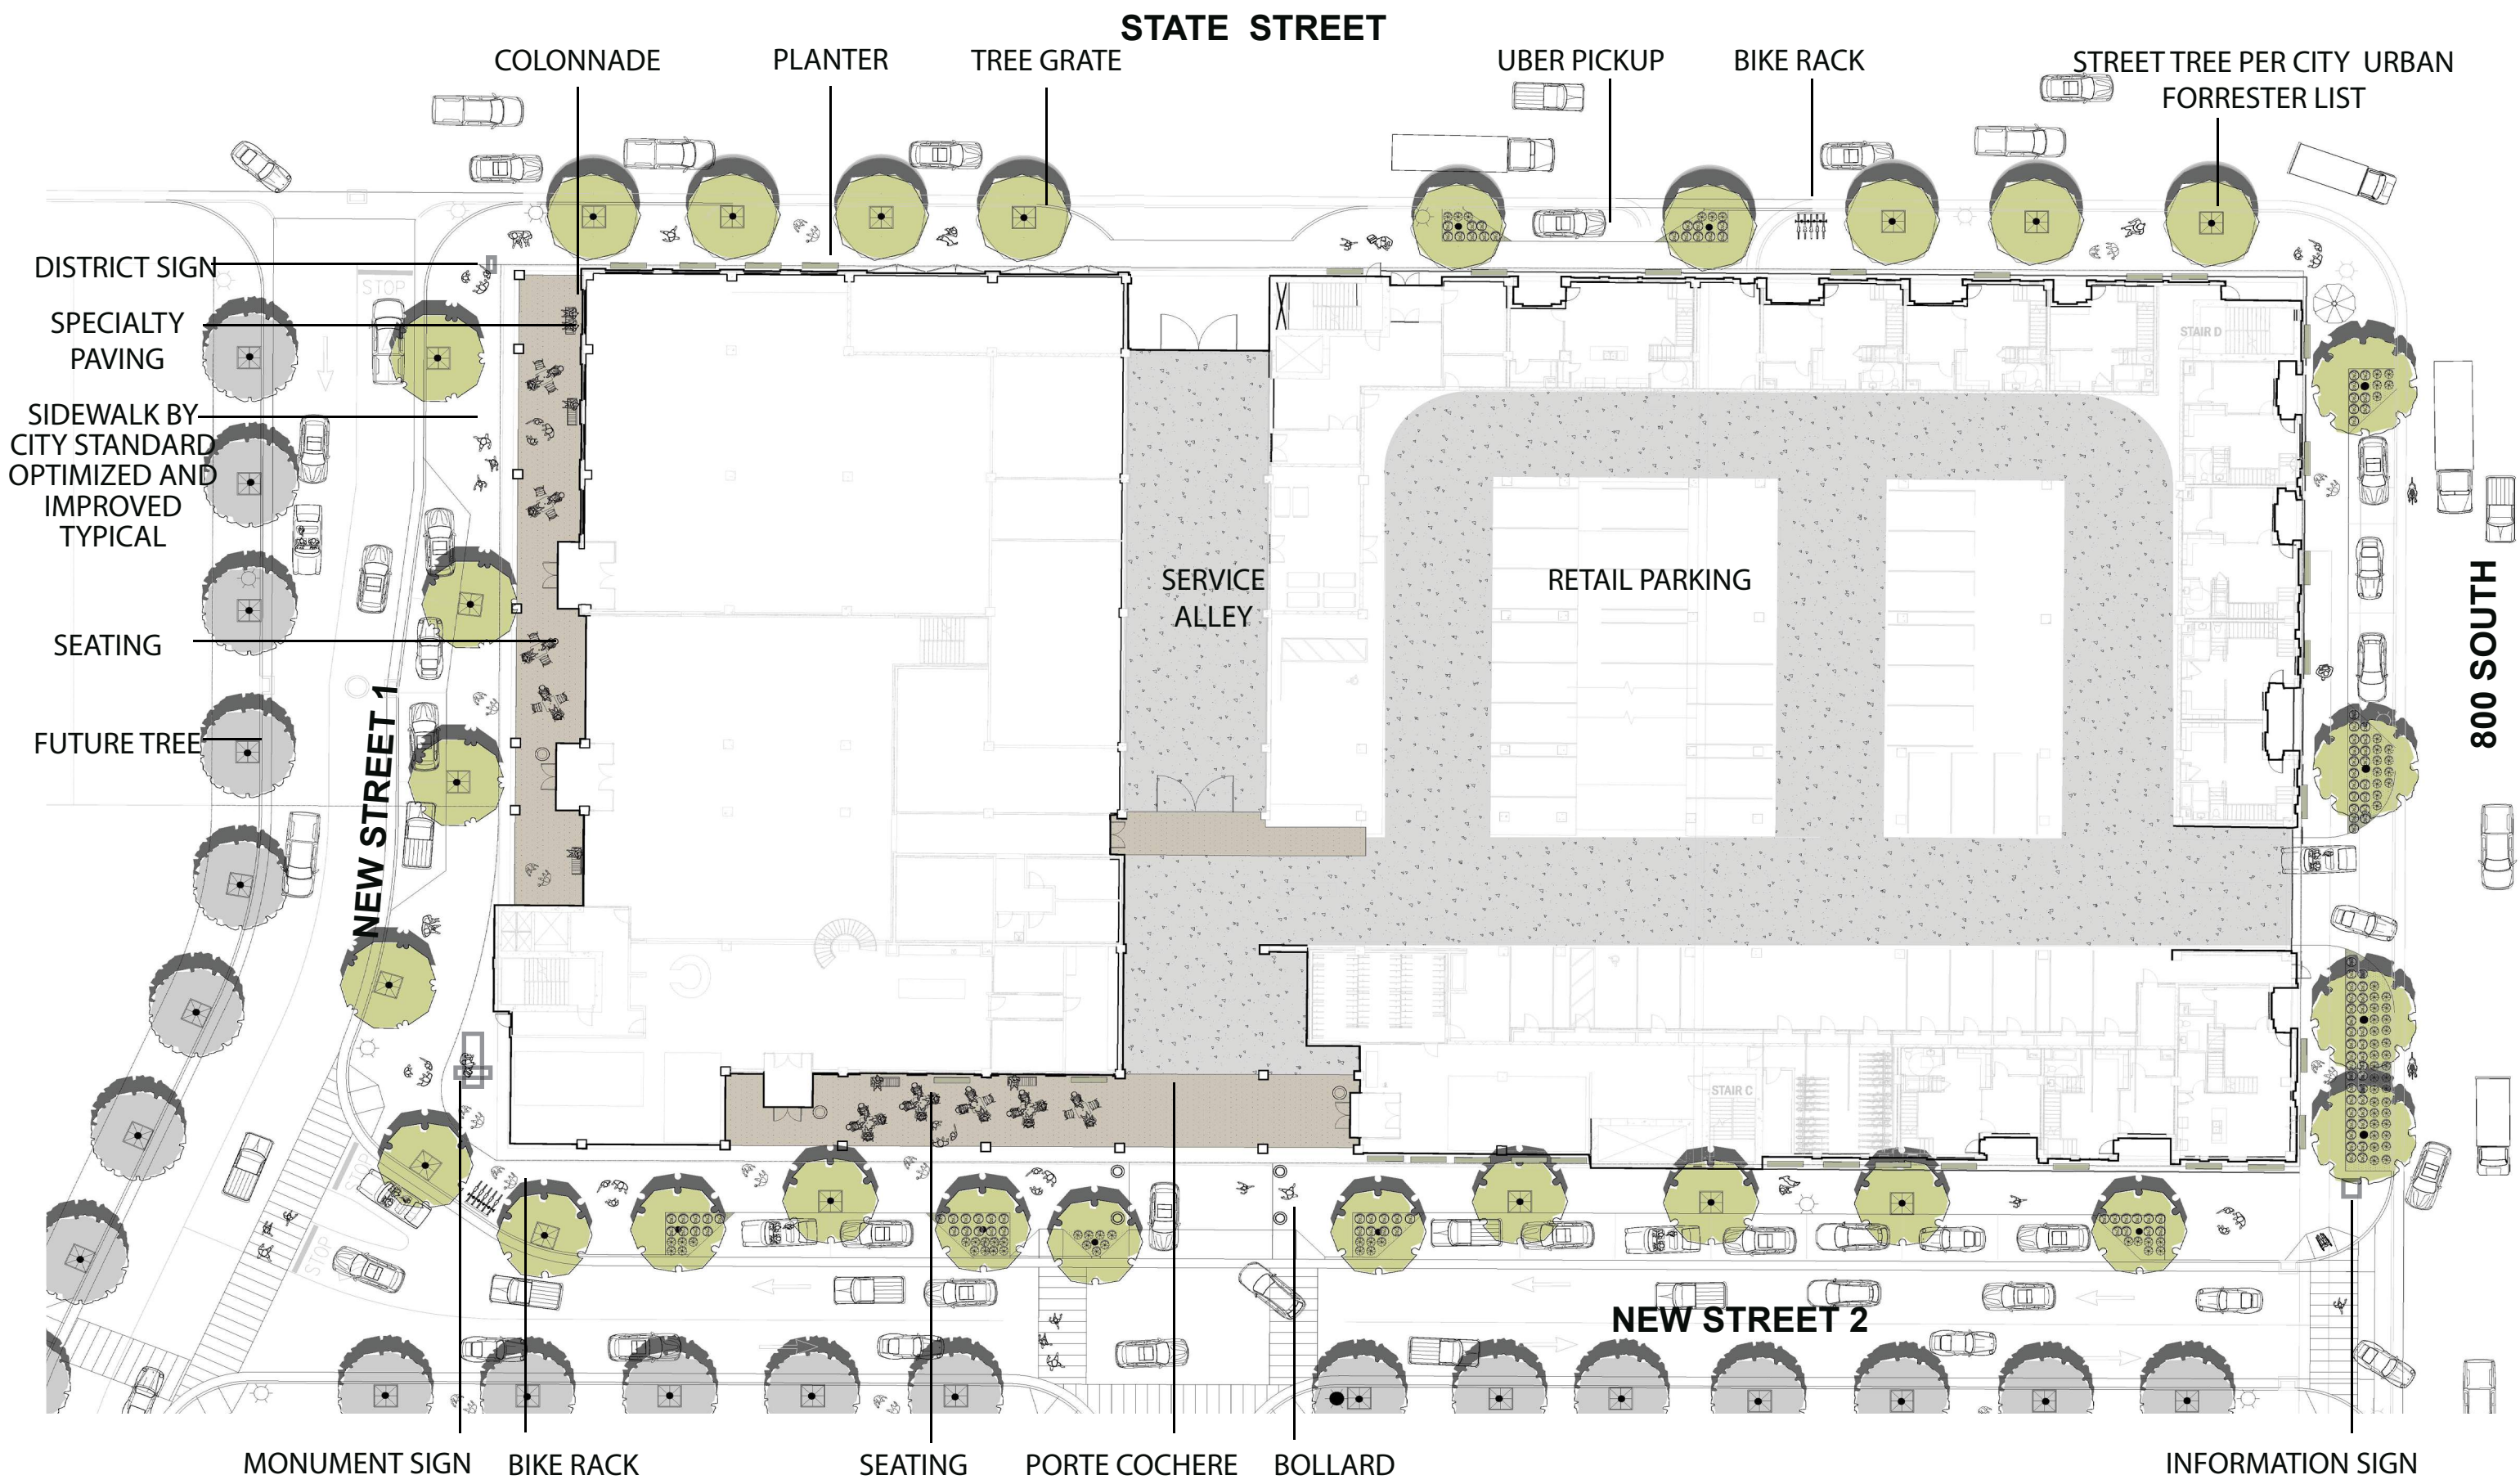 STATE STREET
COLONNADE
PLANTER
TREE GRATE
UBER PICKUP
BIKE RACK
STREET TREE PER CITY URBAN
FORRESTER LIST
DISTRICT SIGN
STOP
SPECIALTY
PAVING
STAIR D
SIDEWALK BY
CITY STANDARD
OPTIMIZED AND
IMPROVED
TYPICAL
SERVICE
ALLEY
RETAIL PARKING
800 SOUTH
SEATING
NEW STREET 1
FUTURE TREE
STAIR C
STOP
STOP
NEW STREET 2
MONUMENT SIGN
BIKE RACK
SEATING
PORTE COCHERE
BOLLARD
INFORMATION SIGN